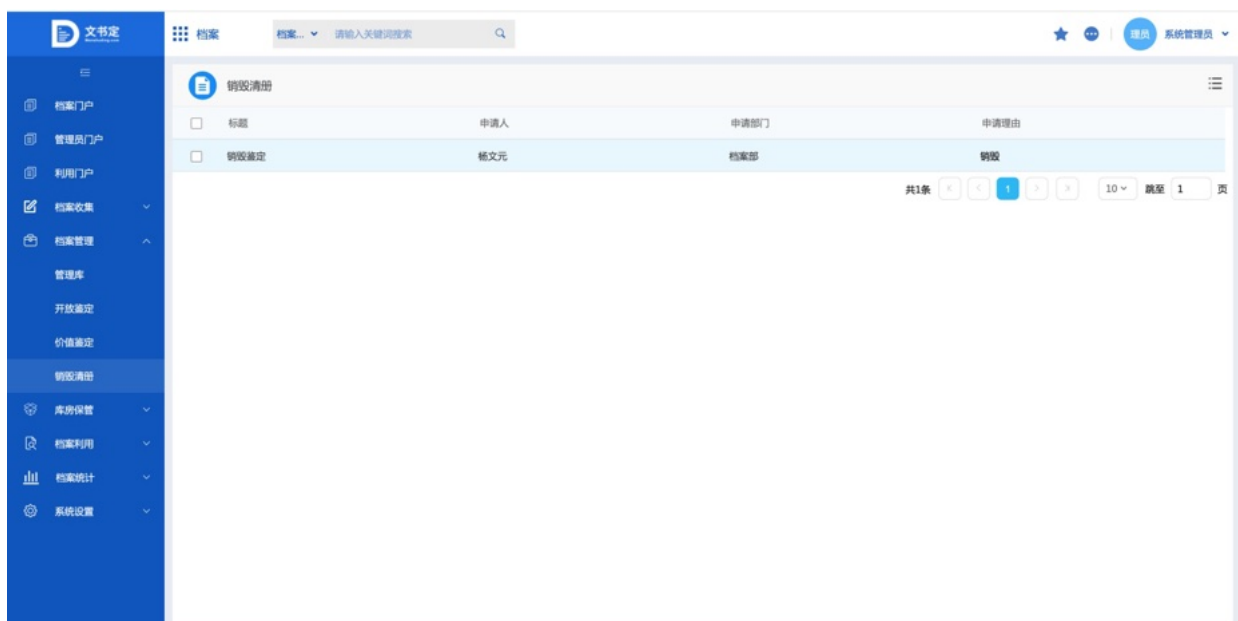 文书定
档案
档案...
请输入关键词搜索
理员
系统管理员
档案门户
管理员门户
利用门户
档案收集
档案管理
管理库
开放鉴定
价值鉴定
销毁清册
库房保管
档案利用
档案统计
系统设置
销毁清册
标题 申请人 申请部门 申请理由
销毁鉴定 杨文元 档案部 销毁
共1条 1 10 跳至 1 页